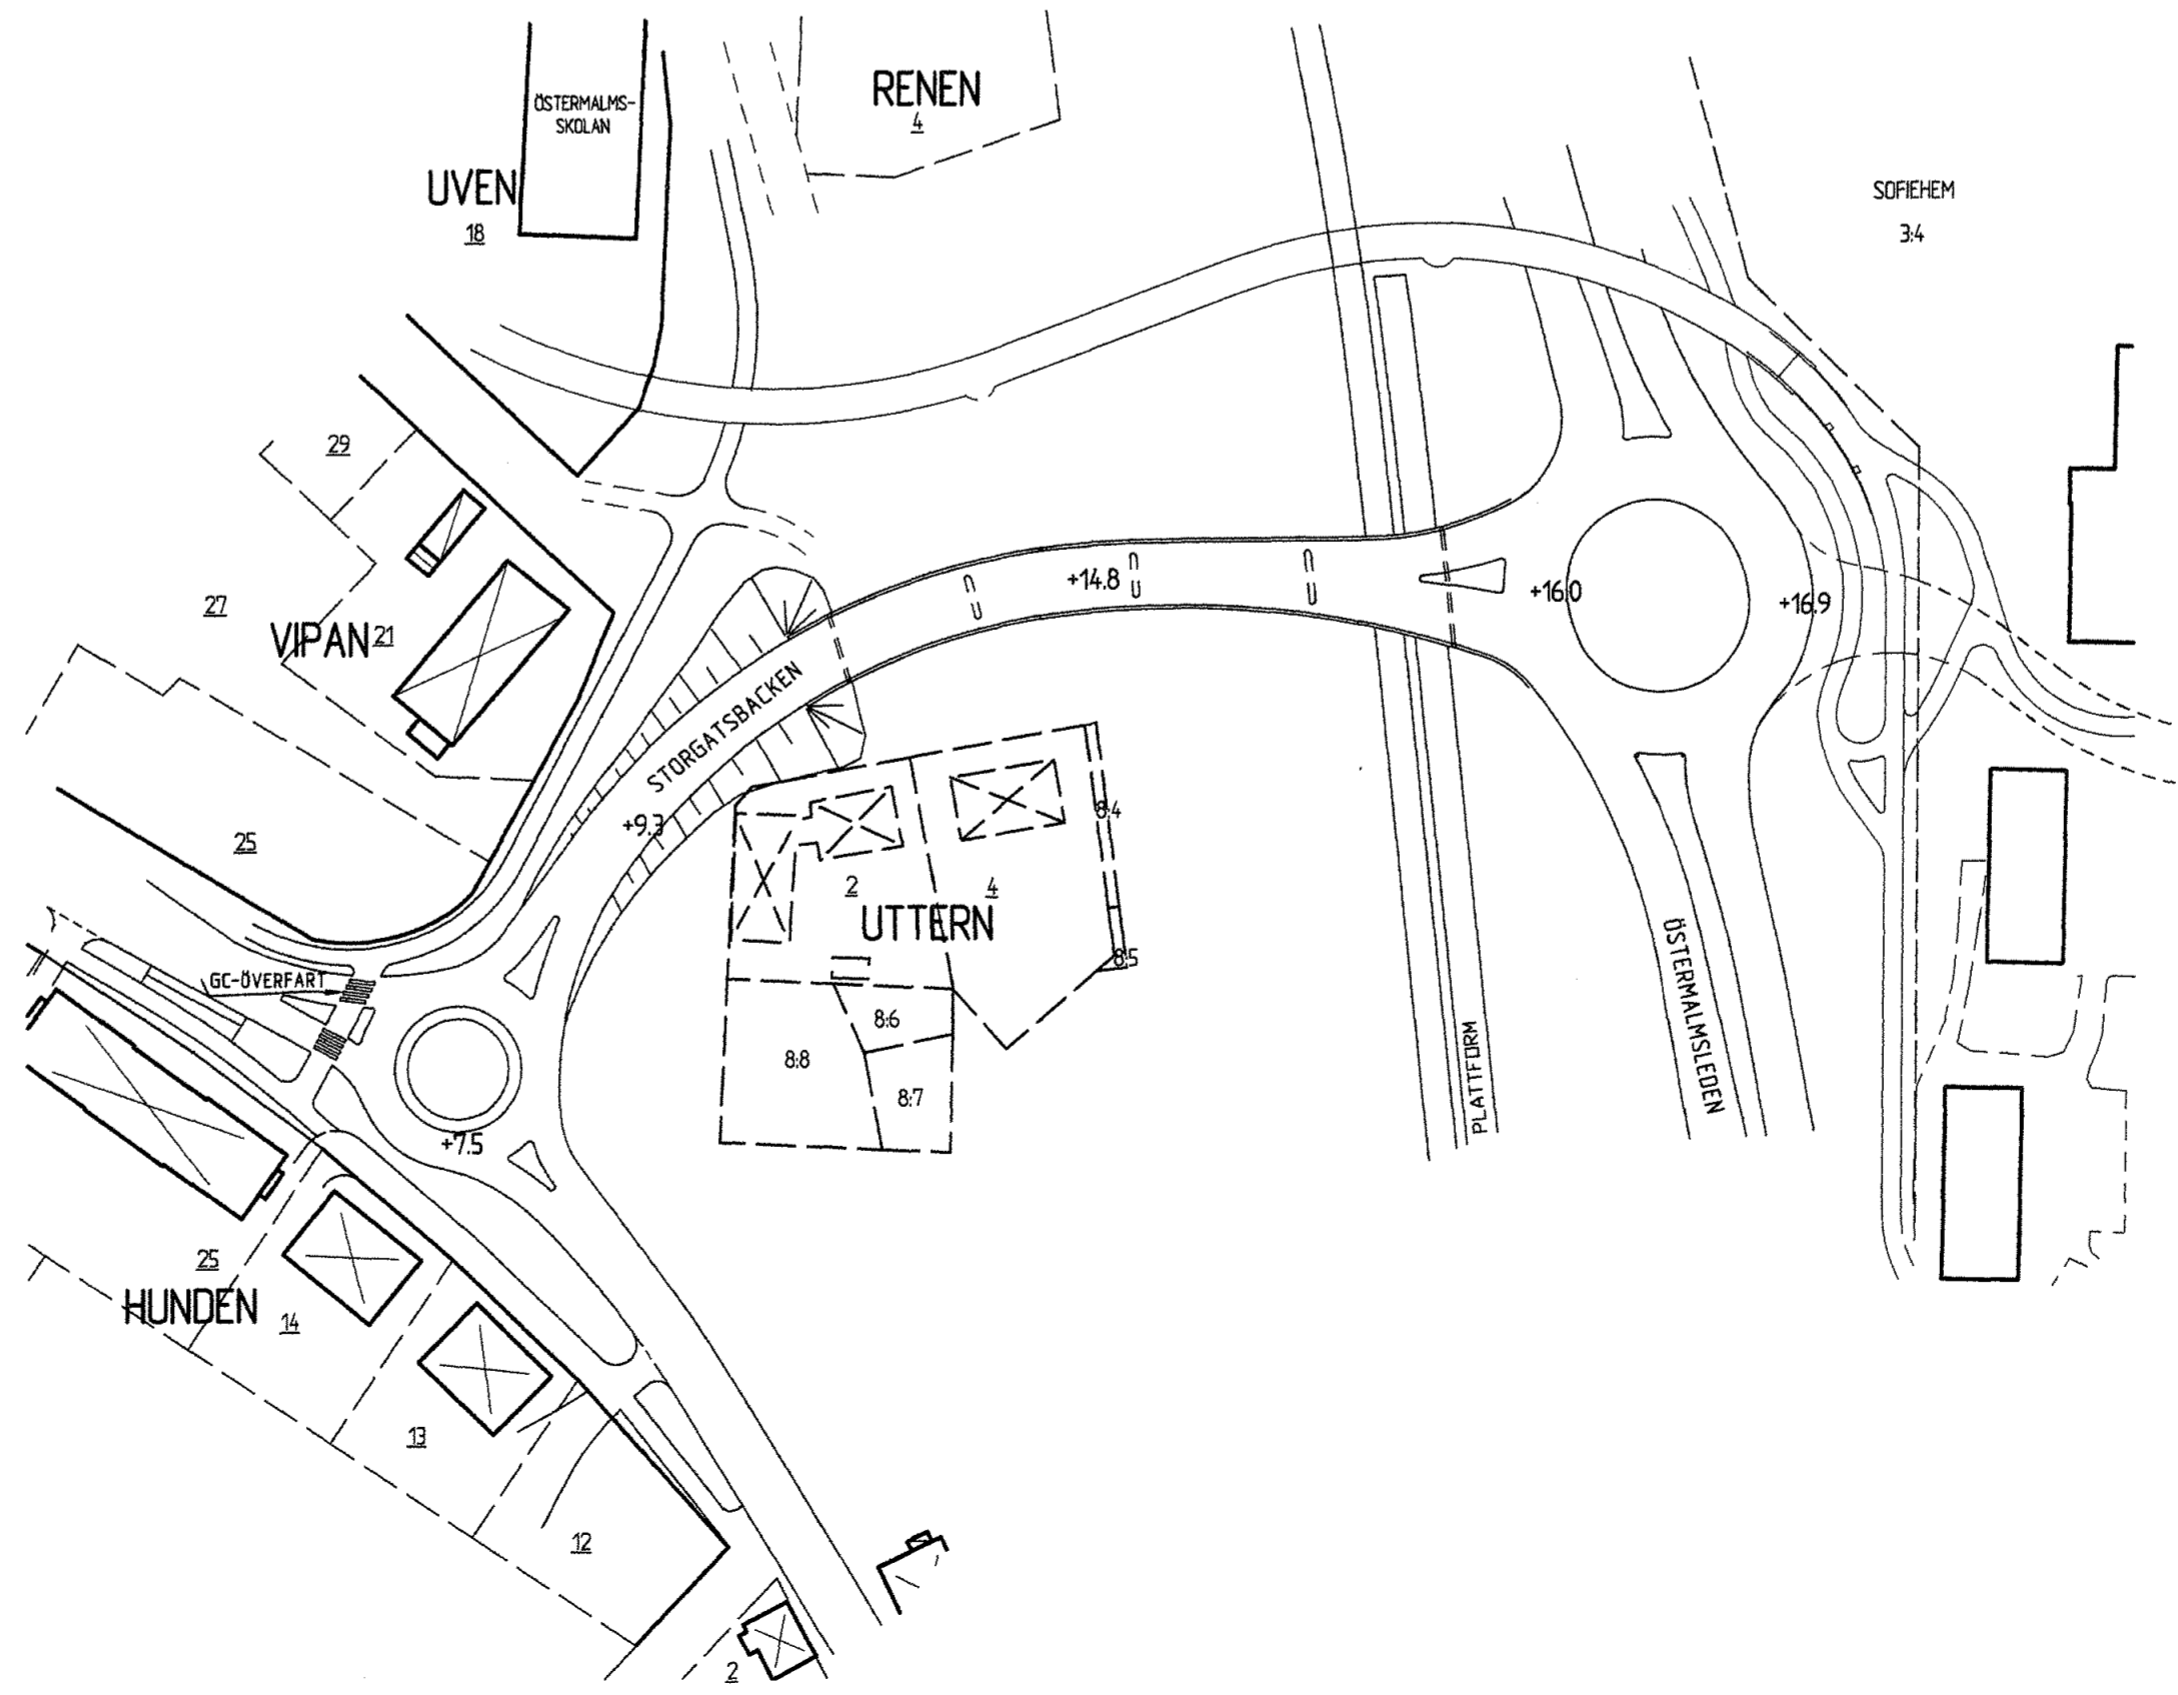 RENEN
4
ÖSTERMALMS-
SKOLAN
UVEN
18
SOFIEHEM
3:4
29
27
VIPAN 21
25
+14.8
+16.0
+16.9
STORGATSBACKEN
+9.3
8:4
2
4
UTTERN
8:5
GC-ÖVERFART
8:6
8:8
8:7
+7.5
PLATTFORM
ÖSTERMALMSLEDEN
25
HUNDEN
14
13
12
2